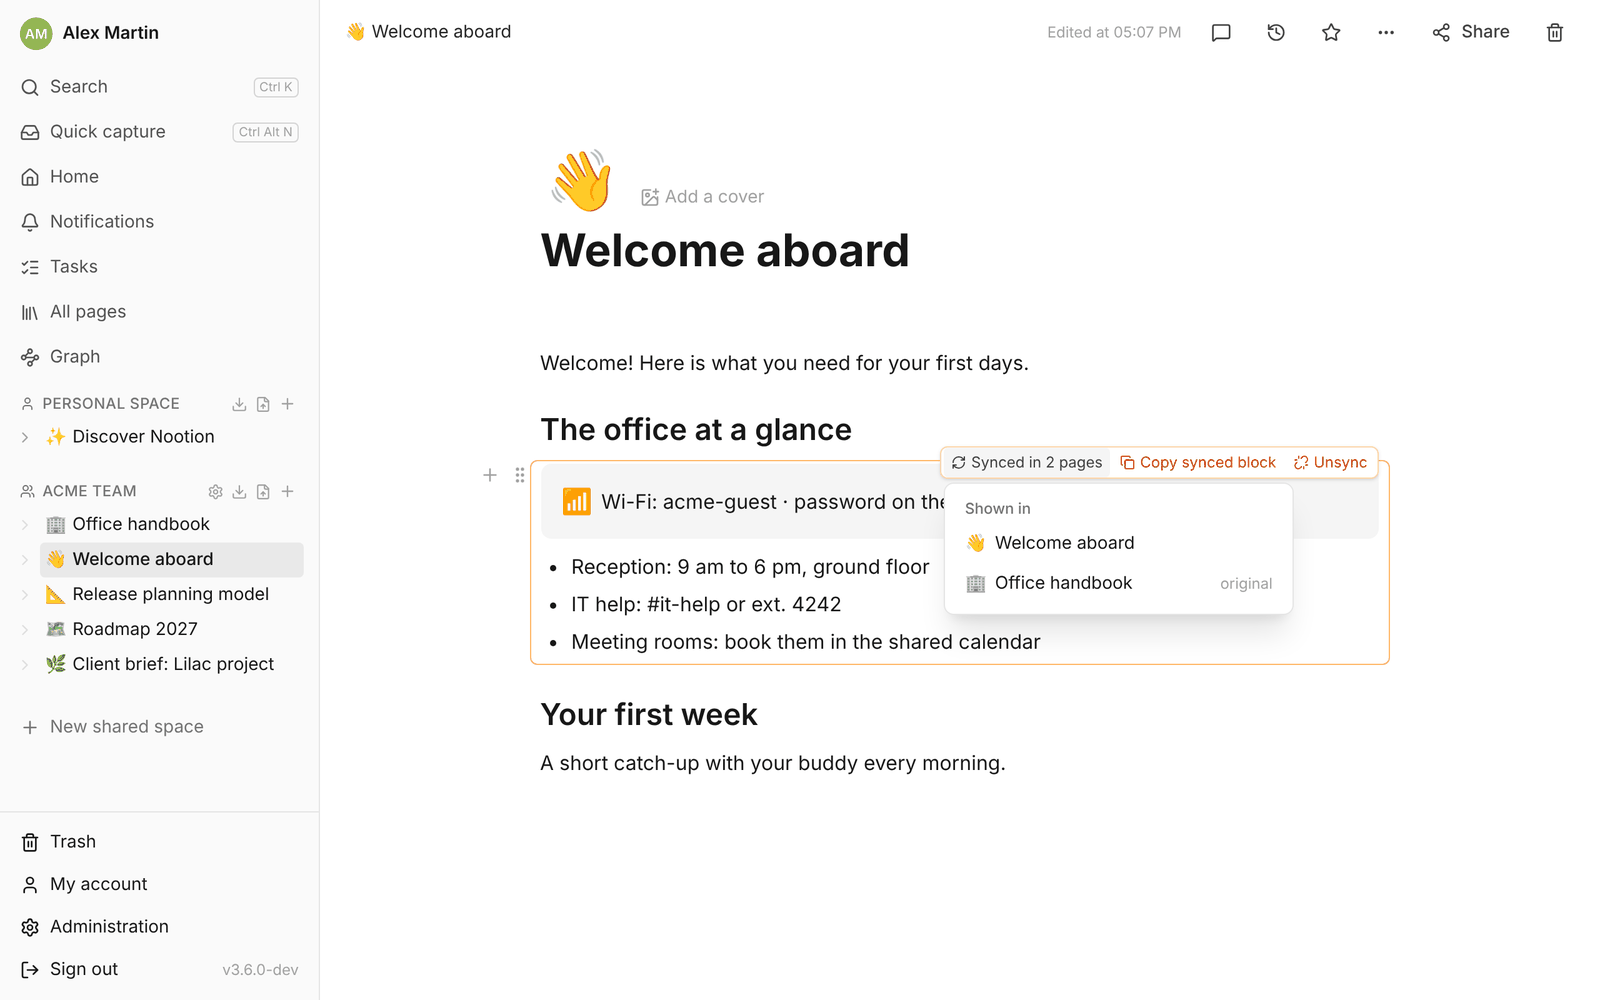 AM Alex Martin
Search Ctrl K
Quick capture Ctrl Alt N
Home
Notifications
Tasks
All pages
Graph
PERSONAL SPACE
Discover Nootion
ACME TEAM
Office handbook
Welcome aboard
Release planning model
Roadmap 2027
Client brief: Lilac project
New shared space
Trash
My account
Administration
Sign out v3.6.0-dev
Welcome aboard
Edited at 05:07 PM
Share
Add a cover
Welcome aboard
Welcome! Here is what you need for your first days.
The office at a glance
Synced in 2 pages Copy synced block Unsync
Wi-Fi: acme-guest · password on the
Shown in
Welcome aboard
Office handbook original
• Reception: 9 am to 6 pm, ground floor
• IT help: #it-help or ext. 4242
• Meeting rooms: book them in the shared calendar
Your first week
A short catch-up with your buddy every morning.